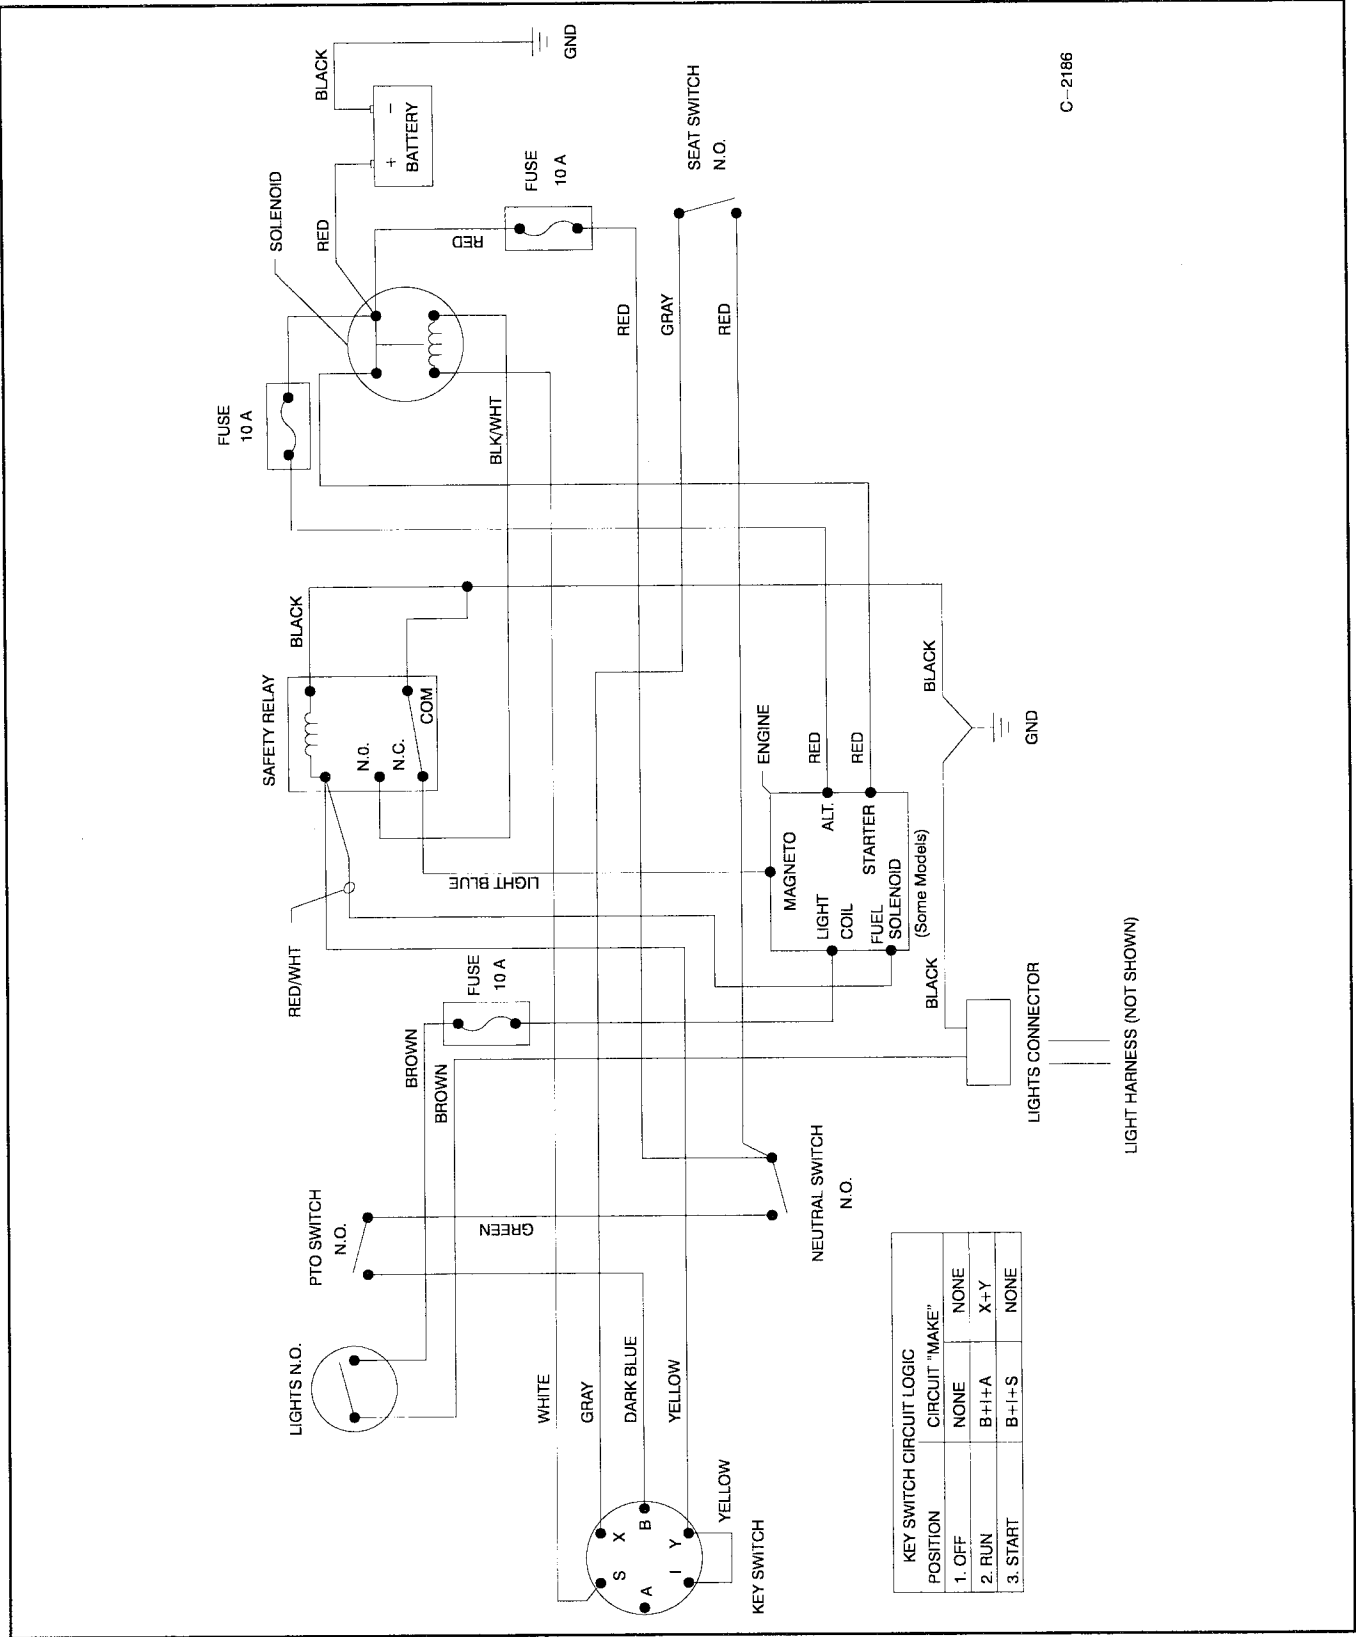 BLACK
GND
BATTERY
+ −
SOLENOID
RED
FUSE
10 A
RED
SEAT SWITCH
N.O.
C-2186
FUSE
10 A
BLK/WHT
RED
GRAY
RED
BLACK
SAFETY RELAY
N.O.
N.C.
COM
RED/WHT
LIGHT BLUE
ENGINE
RED
RED
MAGNETO
ALT.
STARTER
LIGHT
COIL
FUEL
SOLENOID
(Some Models)
BLACK
GND
BLACK
FUSE
10 A
BROWN
BROWN
LIGHTS CONNECTOR
LIGHT HARNESS (NOT SHOWN)
PTO SWITCH
N.O.
GREEN
NEUTRAL SWITCH
N.O.
LIGHTS N.O.
WHITE
GRAY
DARK BLUE
YELLOW
S
X
B
A
I
Y
YELLOW
KEY SWITCH
KEY SWITCH CIRCUIT LOGIC
POSITION CIRCUIT "MAKE"
1. OFF NONE NONE
2. RUN B+I+A X+Y
3. START B+I+S NONE